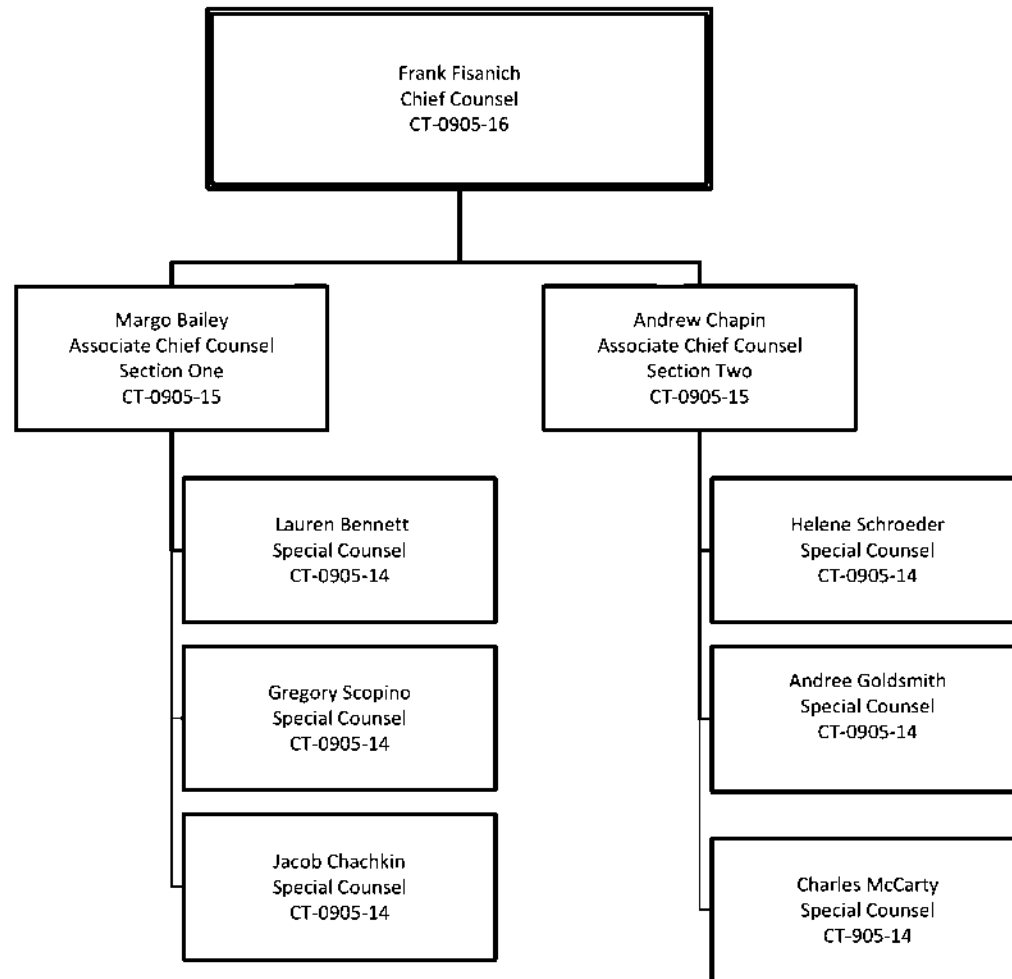 Frank Fisanich
Chief Counsel
CT-0905-16
Margo Bailey
Associate Chief Counsel
Section One
CT-0905-15
Andrew Chapin
Associate Chief Counsel
Section Two
CT-0905-15
Lauren Bennett
Special Counsel
CT-0905-14
Gregory Scopino
Special Counsel
CT-0905-14
Jacob Chachkin
Special Counsel
CT-0905-14
Helene Schroeder
Special Counsel
CT-0905-14
Andree Goldsmith
Special Counsel
CT-0905-14
Charles McCarty
Special Counsel
CT-905-14